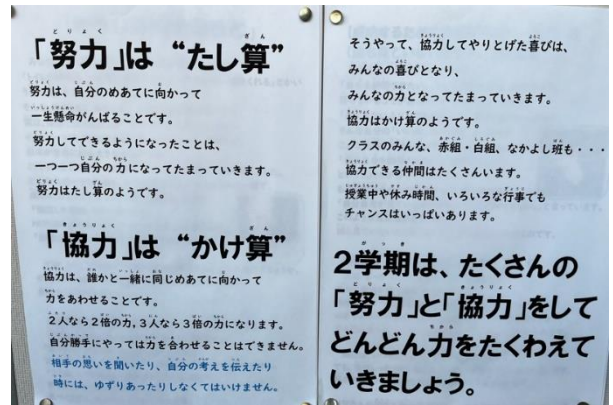 「努力」は “たし算”
努力は、自分のめあてに向かって
一生懸命がんばることです。
努力してできるようになったことは、
一つ一つ自分の力になってたまっていきます。
努力はたし算のようです。
「協力」は “かけ算”
協力は、誰かと一緒に同じめあてに向かって
力をあわせることです。
2人なら2倍の力,3人なら3倍の力になります。
自分勝手にやっては力を合わせることはできません。
相手の思いを聞いたり、自分の考えを伝えたり
時には、ゆずりあったりしなくてはいけません。
そうやって、協力してやりとげた喜びは、
みんなの喜びとなり、
みんなの力となってたまっていきます。
協力はかけ算のようです。
クラスのみんな、赤組・白組、なかよし班も・・・
協力できる仲間はたくさんいます。
授業中や休み時間、いろいろな行事でも
チャンスはいっぱいあります。
2学期は、たくさんの
「努力」と「協力」をして
どんどん力をたくわえて
いきましょう。